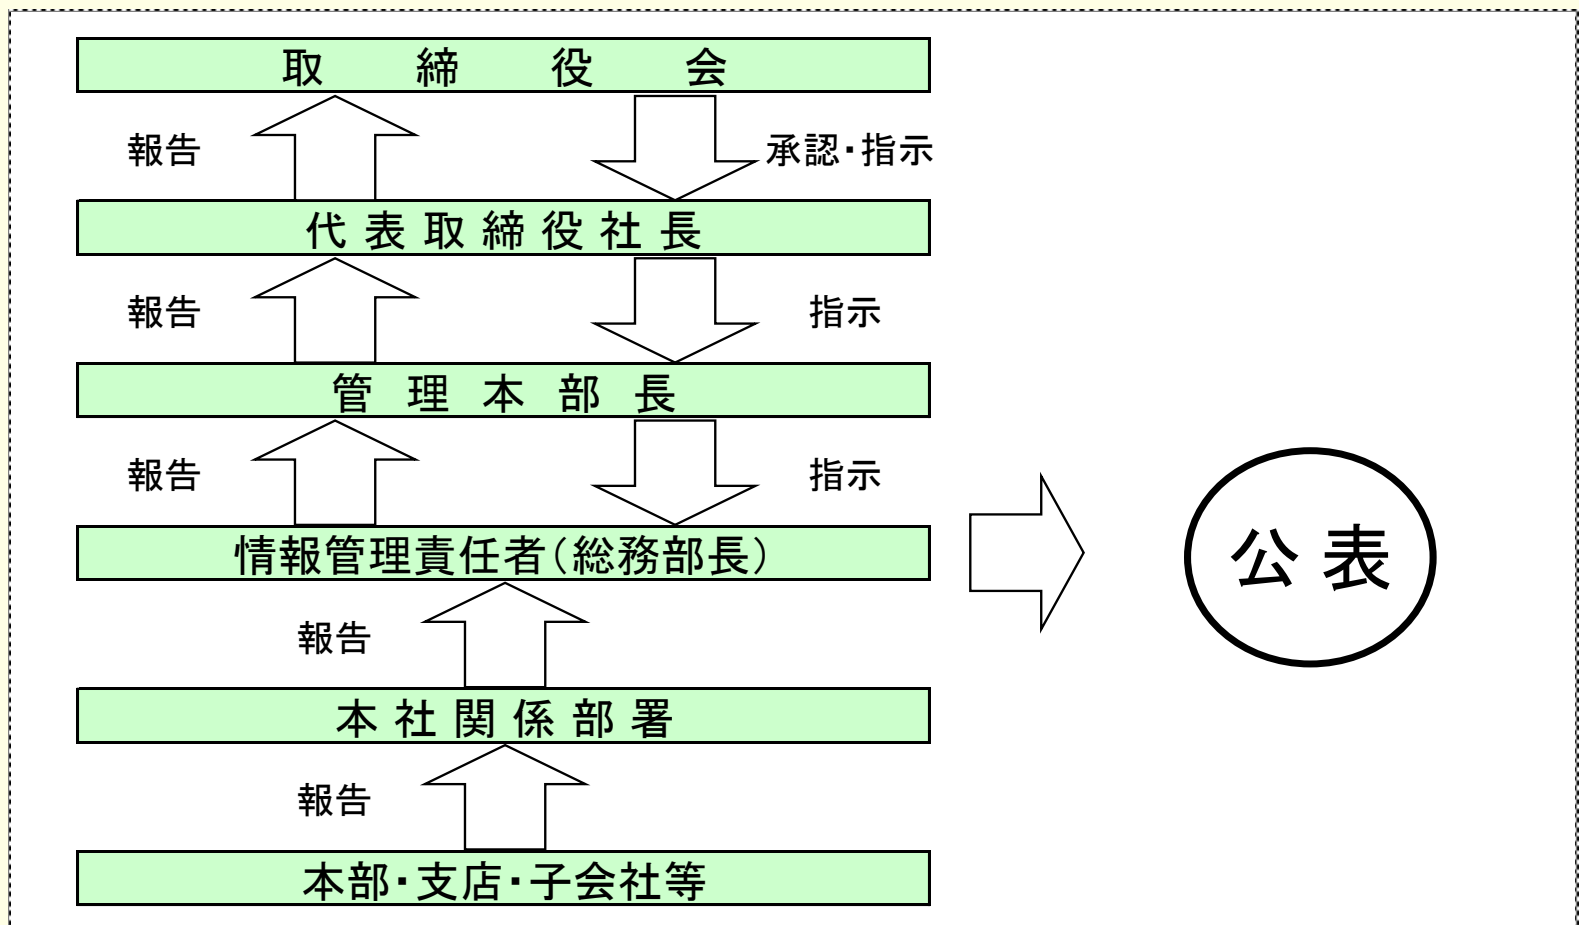 取締役会
報告
承認・指示
代表取締役社長
報告
指示
管理本部長
報告
指示
情報管理責任者（総務部長）
公表
報告
本社関係部署
報告
本部・支店・子会社等